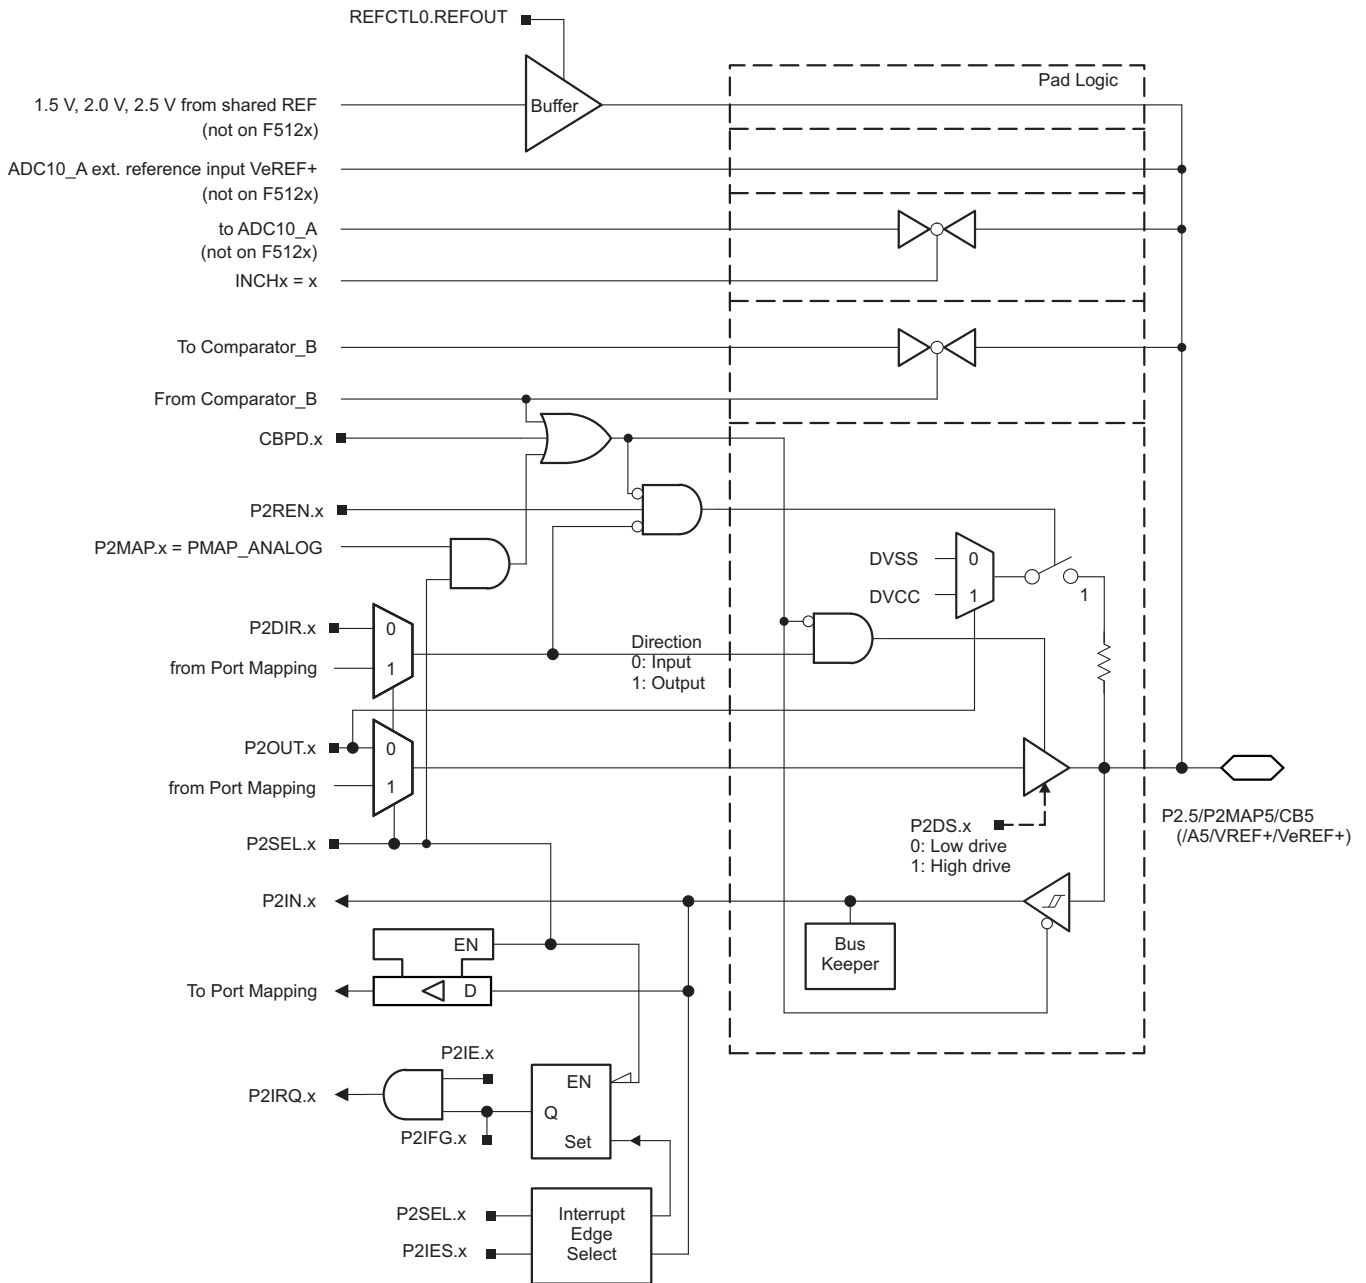 REFCTL0.REFOUT
Pad Logic
Buffer
1.5 V, 2.0 V, 2.5 V from shared REF
(not on F512x)
ADC10_A ext. reference input VeREF+
(not on F512x)
to ADC10_A
(not on F512x)
INCHx = x
To Comparator_B
From Comparator_B
CBPD.x
P2REN.x
P2MAP.x = PMAP_ANALOG
DVSS
0
DVCC
1
1
P2DIR.x
0
from Port Mapping
1
Direction
0: Input
1: Output
P2OUT.x
0
from Port Mapping
1
P2SEL.x
P2DS.x
0: Low drive
1: High drive
P2.5/P2MAP5/CB5
(/A5/VREF+/VeREF+)
P2IN.x
Bus
Keeper
EN
To Port Mapping
D
P2IE.x
P2IRQ.x
EN
Q
P2IFG.x
Set
P2SEL.x
P2IES.x
Interrupt
Edge
Select